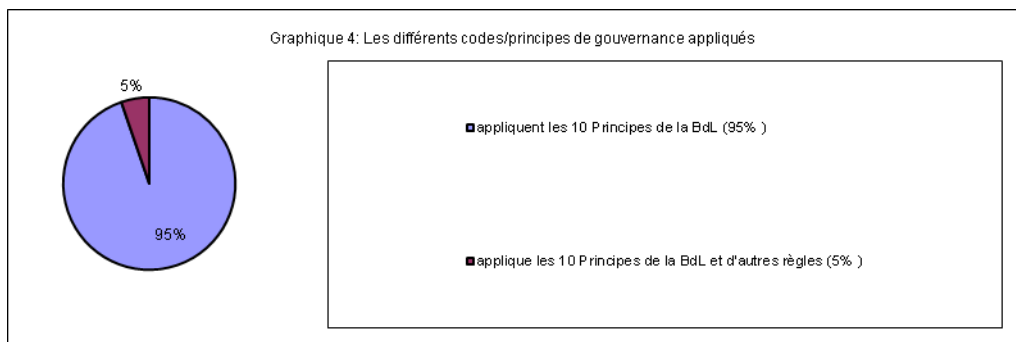 Graphique 4: Les différents codes/principes de gouvernance appliqués
5%
95%
appliquent les 10 Principes de la BdL (95% )
applique les 10 Principes de la BdL et d'autres règles (5% )